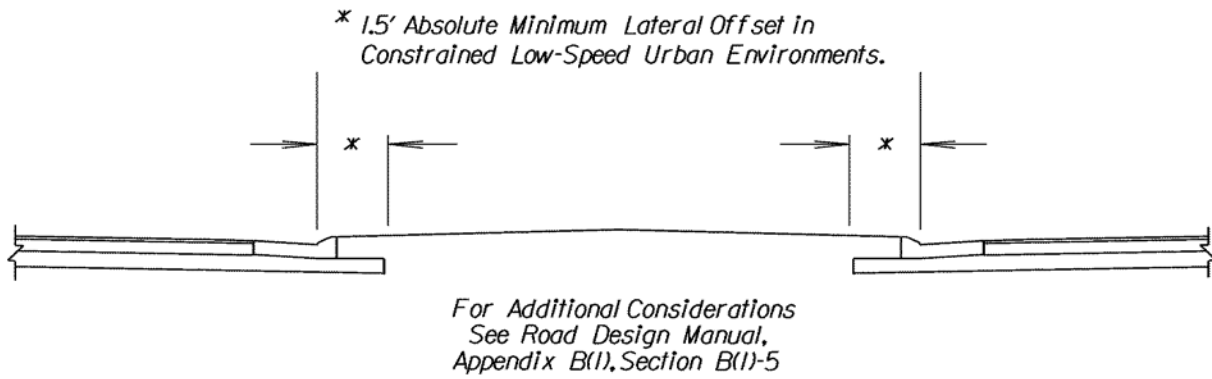 * 1.5' Absolute Minimum Lateral Offset in
Constrained Low-Speed Urban Environments.
* *
For Additional Considerations
See Road Design Manual,
Appendix B(1), Section B(1)-5